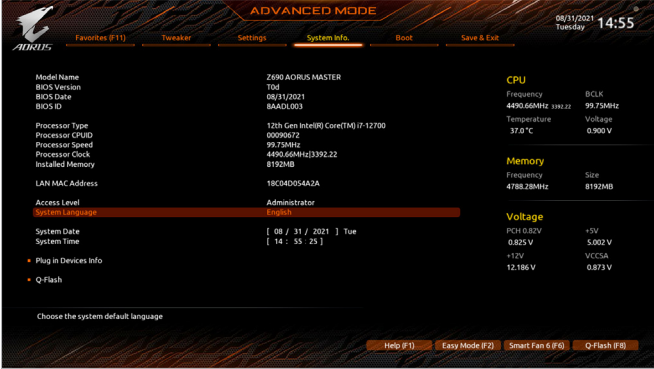 ADVANCED MODE
08/31/2021
Tuesday
14:55
AORUS
Favorites (F11) Tweaker Settings System Info. Boot Save & Exit
Model Name Z690 AORUS MASTER
BIOS Version T0d
BIOS Date 08/31/2021
BIOS ID 8AADL003
Processor Type 12th Gen Intel(R) Core(TM) i7-12700
Processor CPUID 00090672
Processor Speed 99.75MHz
Processor Clock 4490.66MHz|3392.22
Installed Memory 8192MB
LAN MAC Address 18C04D054A2A
Access Level Administrator
System Language English
System Date [ 08 / 31 / 2021 ] Tue
System Time [ 14 : 55 : 25 ]
Plug in Devices Info
Q-Flash
Choose the system default language
CPU
Frequency BCLK
4490.66MHz 3392.22 99.75MHz
Temperature Voltage
37.0 °C 0.900 V
Memory
Frequency Size
4788.28MHz 8192MB
Voltage
PCH 0.82V +5V
0.825 V 5.002 V
+12V VCCSA
12.186 V 0.873 V
Help (F1) Easy Mode (F2) Smart Fan 6 (F6) Q-Flash (F8)